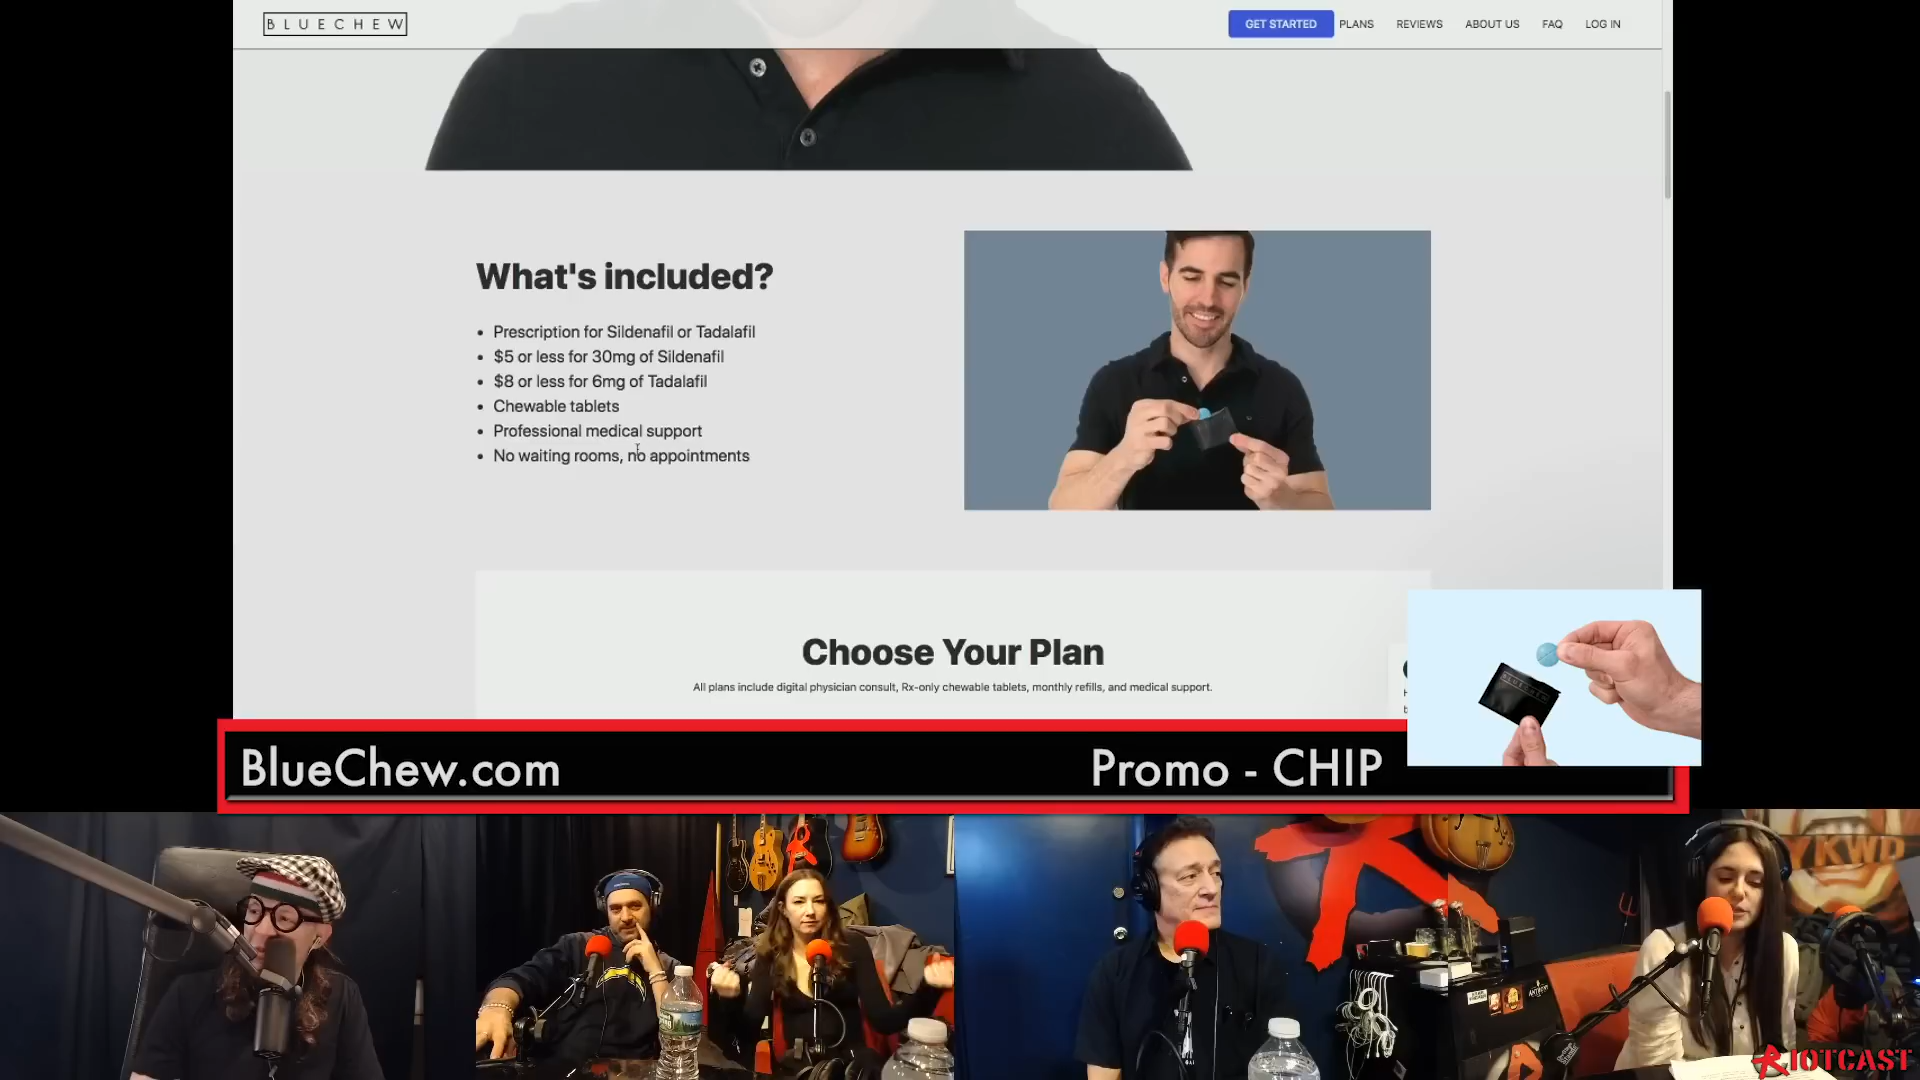 BLUECHEW
GET STARTED PLANS REVIEWS ABOUT US FAQ LOG IN
What's included?
• Prescription for Sildenafil or Tadalafil
• $5 or less for 30mg of Sildenafil
• $8 or less for 6mg of Tadalafil
• Chewable tablets
• Professional medical support
• No waiting rooms, no appointments
Choose Your Plan
All plans include digital physician consult, Rx-only chewable tablets, monthly refills, and medical support.
BLUECHEW
BlueChew.com
Promo - CHIP
YKWD
RIOTCAST